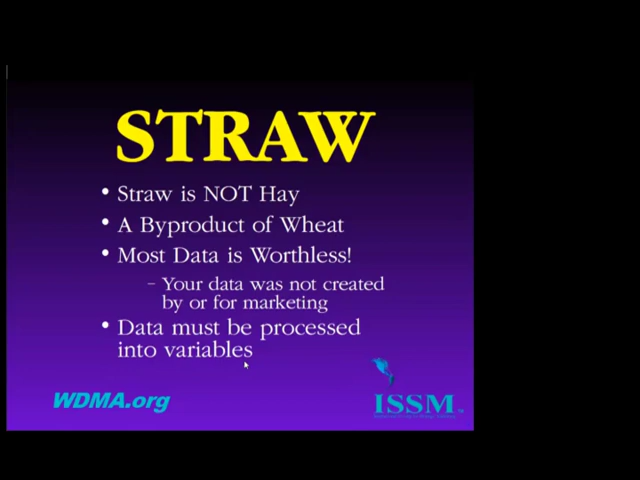 STRAW
• Straw is NOT Hay
• A Byproduct of Wheat
• Most Data is Worthless!
– Your data was not created
by or for marketing
• Data must be processed
into variables
WDMA.org
ISSM